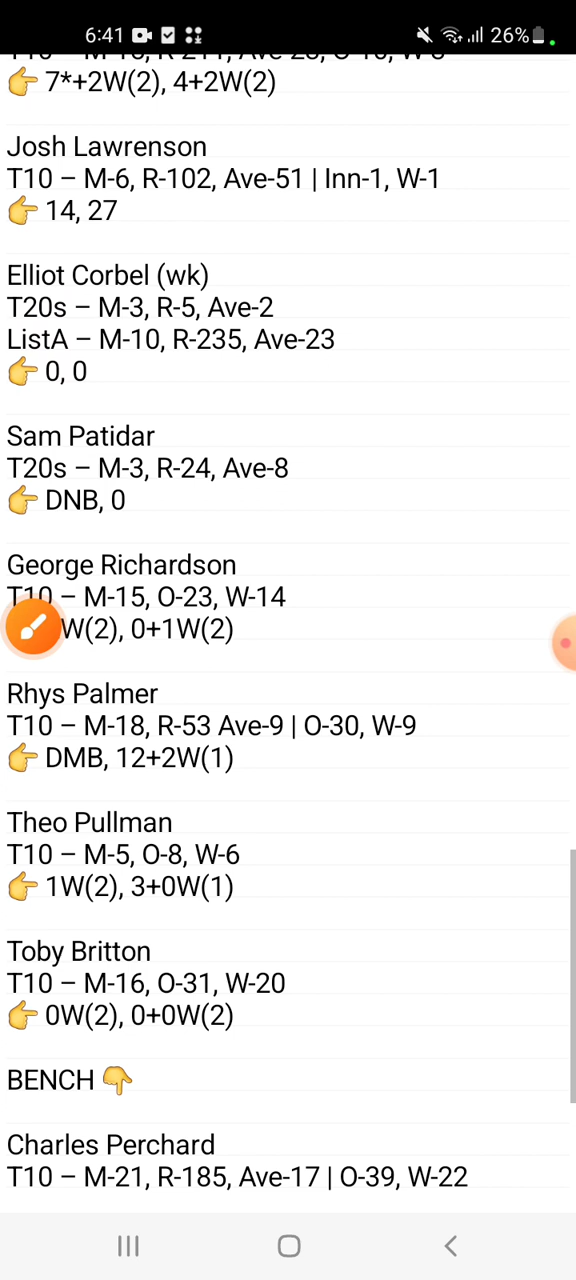 6:41
26%
👉 7*+2W(2), 4+2W(2)
Josh Lawrenson
T10 – M-6, R-102, Ave-51 | Inn-1, W-1
👉 14, 27
Elliot Corbel (wk)
T20s – M-3, R-5, Ave-2
ListA – M-10, R-235, Ave-23
👉 0, 0
Sam Patidar
T20s – M-3, R-24, Ave-8
👉 DNB, 0
George Richardson
T10 – M-15, O-23, W-14
W(2), 0+1W(2)
Rhys Palmer
T10 – M-18, R-53 Ave-9 | O-30, W-9
👉 DMB, 12+2W(1)
Theo Pullman
T10 – M-5, O-8, W-6
👉 1W(2), 3+0W(1)
Toby Britton
T10 – M-16, O-31, W-20
👉 0W(2), 0+0W(2)
BENCH 👇
Charles Perchard
T10 – M-21, R-185, Ave-17 | O-39, W-22